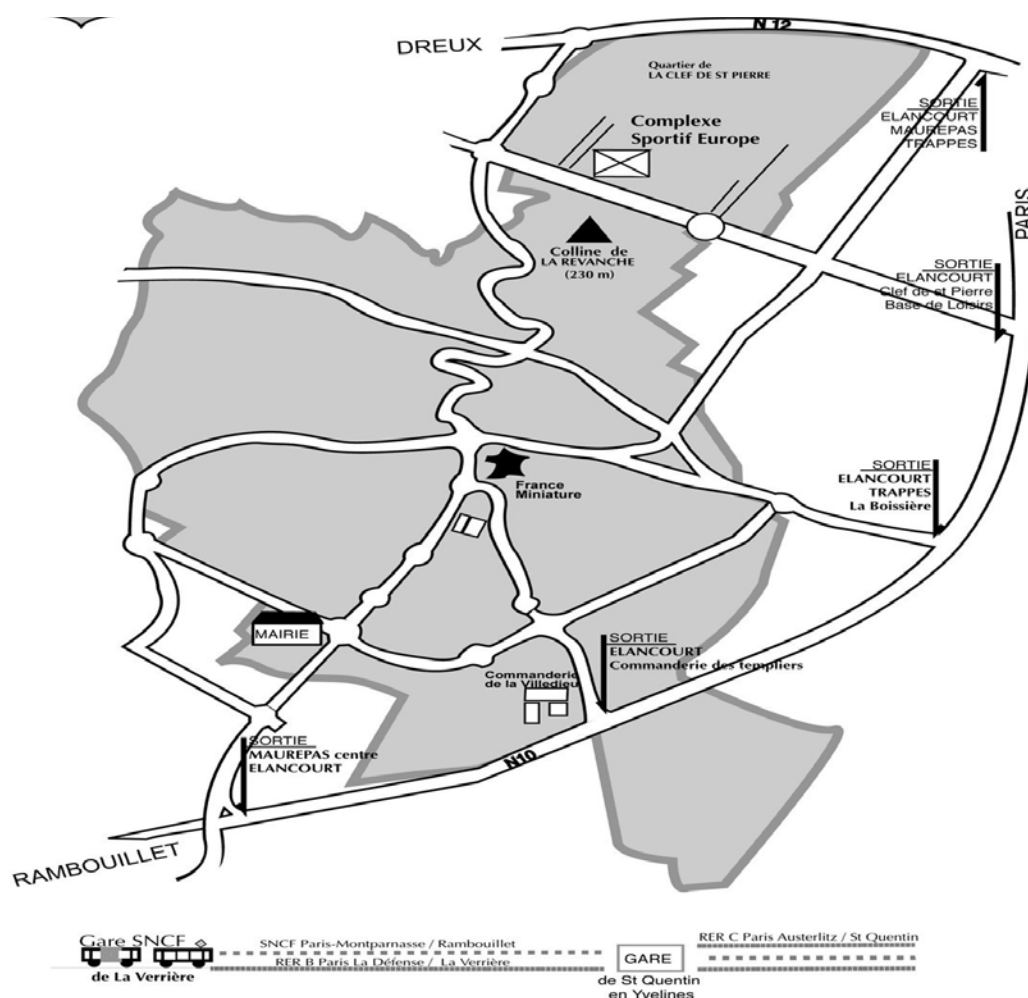 N 12
DREUX
Quartier de
LA CLEF DE ST PIERRE
Complexe
Sportif Europe
SORTIE
ELANCOURT
MAUREPAS
TRAPPES
PARIS
Colline de
LA REVANCHE
(230 m)
SORTIE
ELANCOURT
Clef de st Pierre
Base de Loisirs
France
Miniature
SORTIE
ELANCOURT
TRAPPES
La Boissière
MAIRIE
SORTIE
ELANCOURT
Commanderie des templiers
Commanderie
de la Villedieu
SORTIE
MAUREPAS centre
ELANCOURT
N10
RAMBOUILLET
Gare SNCF
de La Verrière
SNCF Paris-Montparnasse / Rambouillet
RER B Paris La Défense / La Verrière
GARE
de St Quentin
en Yvelines
RER C Paris Austerlitz / St Quentin